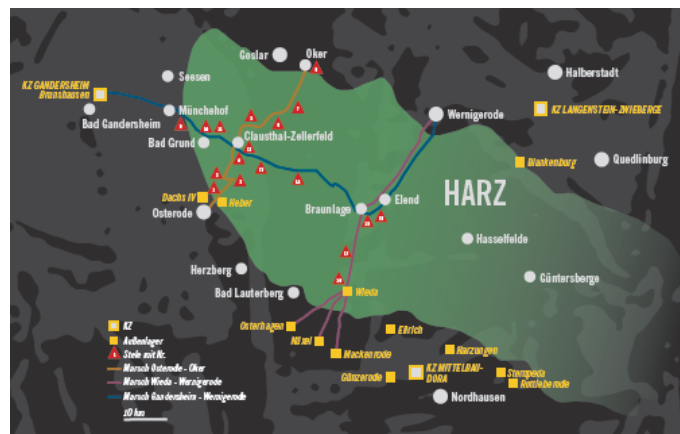 Goslar
Oker
Seesen
Halberstadt
KZ GANDERSHEIM
Brunshausen
Münchehof
KZ LANGENSTEIN-ZWIEBERGE
Wernigerode
Bad Gandersheim
Clausthal-Zellerfeld
Bad Grund
Blankenburg
Quedlinburg
HARZ
Dachs IV
Heber
Elend
Braunlage
Osterode
Hasselfelde
Herzberg
Güntersberge
Bad Lauterberg
Wieda
Osterhagen
Ellrich
KZ
Nüxei
Außenlager
Mackenrode
Harzungen
Stele mit Nr.
KZ MITTELBAU-
DORA
Stempeda
Marsch Osterode - Oker
Günzerode
Rottleberode
Marsch Wieda - Wernigerode
Marsch Gandersheim - Wernigerode
Nordhausen
10 km